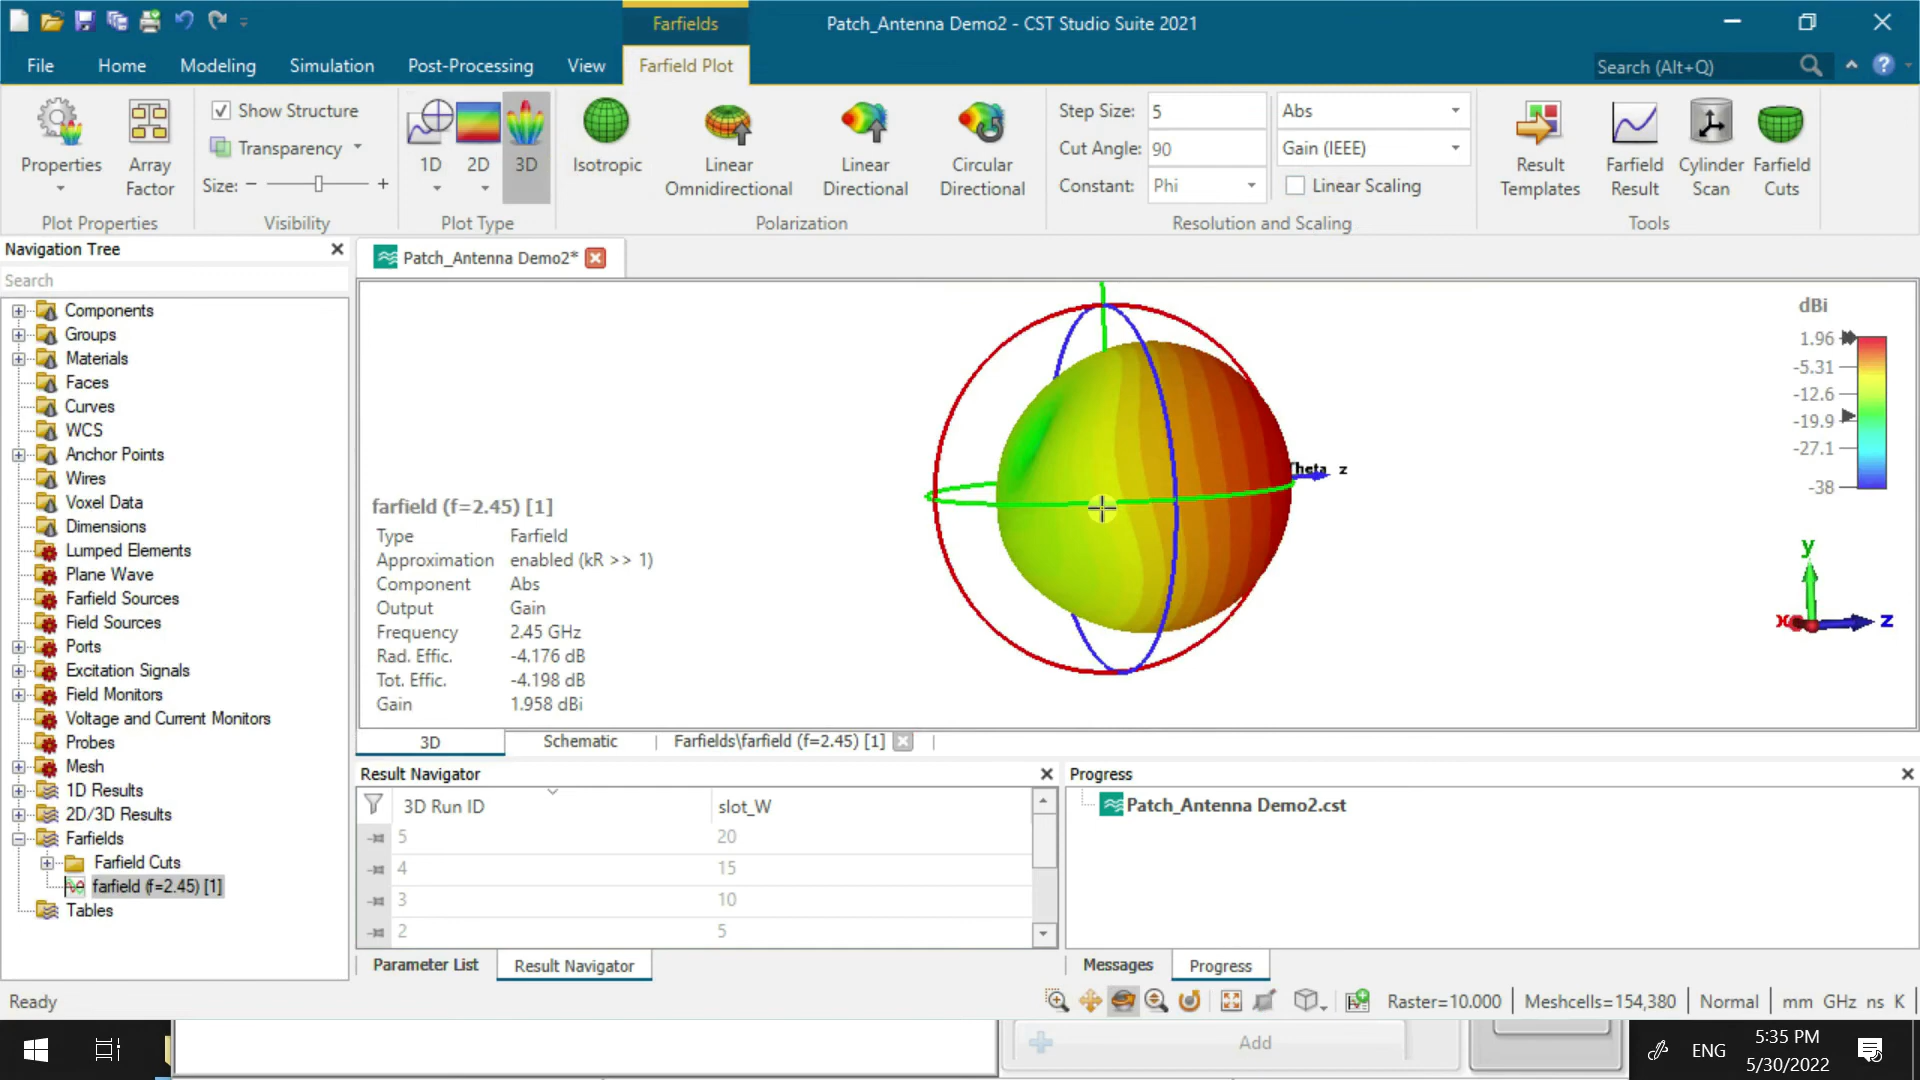 Farfields
Patch_Antenna Demo2 - CST Studio Suite 2021
File
Home
Modeling
Simulation
Post-Processing
View
Farfield Plot
Search (Alt+Q)
Properties
Array
Factor
Plot Properties
Show Structure
Transparency
Size:
Visibility
1D
2D
3D
Plot Type
Isotropic
Linear
Omnidirectional
Linear
Directional
Circular
Directional
Polarization
Step Size: 5
Cut Angle: 90
Constant: Phi
Abs
Gain (IEEE)
Linear Scaling
Resolution and Scaling
Result
Templates
Farfield
Result
Cylinder
Scan
Farfield
Cuts
Tools
Navigation Tree
Search
Components
Groups
Materials
Faces
Curves
WCS
Anchor Points
Wires
Voxel Data
Dimensions
Lumped Elements
Plane Wave
Farfield Sources
Field Sources
Ports
Excitation Signals
Field Monitors
Voltage and Current Monitors
Probes
Mesh
1D Results
2D/3D Results
Farfields
Farfield Cuts
farfield (f=2.45) [1]
Tables
Patch_Antenna Demo2*
dBi
1.96
-5.31
-12.6
-19.9
-27.1
-38
Theta z
y
x
z
farfield (f=2.45) [1]
Type Farfield
Approximation enabled (kR >> 1)
Component Abs
Output Gain
Frequency 2.45 GHz
Rad. Effic. -4.176 dB
Tot. Effic. -4.198 dB
Gain 1.958 dBi
3D
Schematic
Farfields\farfield (f=2.45) [1]
Result Navigator
3D Run ID slot_W
5 20
4 15
3 10
2 5
Parameter List
Result Navigator
Progress
Patch_Antenna Demo2.cst
Messages
Progress
Ready
Raster=10.000
Meshcells=154,380
Normal
mm GHz ns K
Add
ENG
5:35 PM
5/30/2022